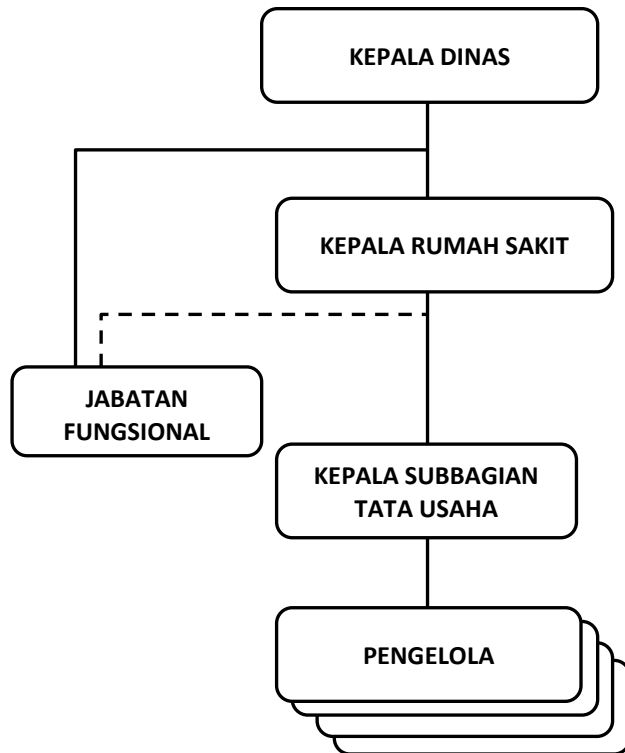 KEPALA DINAS
KEPALA RUMAH SAKIT
JABATAN
FUNGSIONAL
KEPALA SUBBAGIAN
TATA USAHA
PENGELOLA